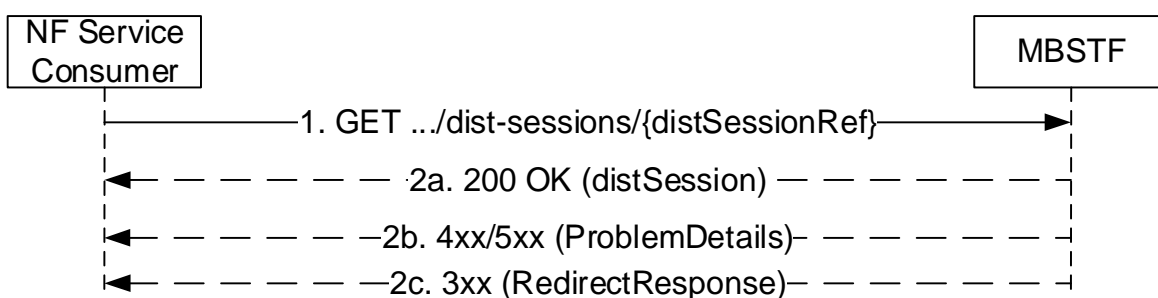 NF Service
Consumer
MBSTF
1. GET .../dist-sessions/{distSessionRef}
2a. 200 OK (distSession)
2b. 4xx/5xx (ProblemDetails)
2c. 3xx (RedirectResponse)